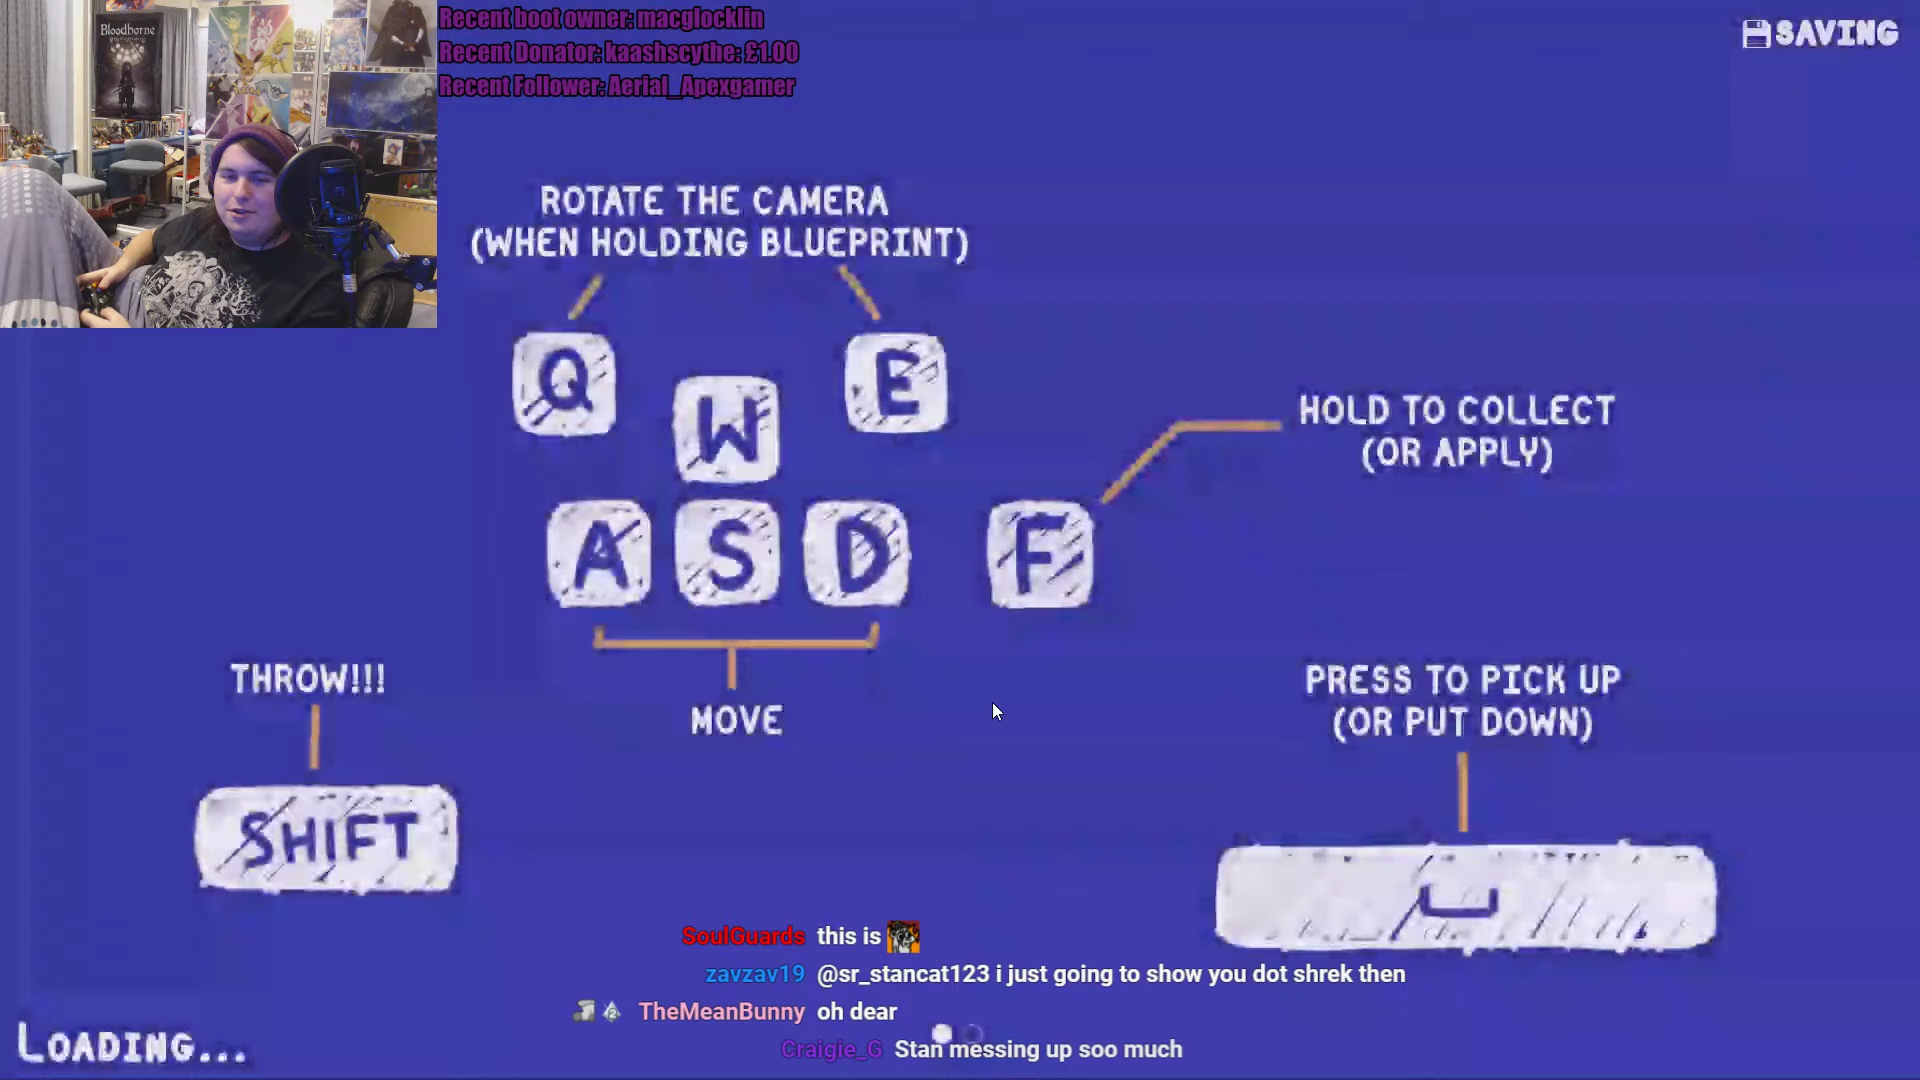 Bloodborne
Recent boot owner: macglocklin
Recent Donator: kaashscythe: £1.00
Recent Follower: Aerial_Apexgamer
SAVING
ROTATE THE CAMERA
(WHEN HOLDING BLUEPRINT)
Q
W
E
A
S
D
F
HOLD TO COLLECT
(OR APPLY)
THROW!!!
MOVE
PRESS TO PICK UP
(OR PUT DOWN)
SHIFT
SoulGuards this is
zavzav19 @sr_stancat123 i just going to show you dot shrek then
2 TheMeanBunny oh dear
Craigie_G Stan messing up soo much
LOADING...